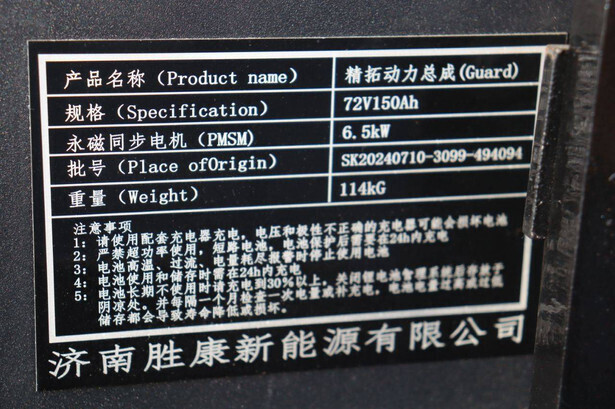 产品名称（Product name） 精拓动力总成(Guard)
规格（Specification） 72V150Ah
永磁同步电机（PMSM） 6.5kW
批号（Place ofOrigin） SK20240710-3099-494094
重量（Weight） 114kG
注意事项
1：请使用配套充电器充电，电压和极性不正确的充电器可能会损坏电池
2：严禁超功率使用，短路电池，电池保护后需要在24h内充电
3：电池高温、过流、电量耗尽报警时停止使用电池
4：电池使用和储存时需在24h内充电
5：电池长期不使用时请充电到30%以上，关闭锂电池管理系统后存放于
阴凉处。并每隔一个月检查一次电量或补充电，电池电量过高或过低
储存都会导致寿命降低或损坏。
济南胜康新能源有限公司